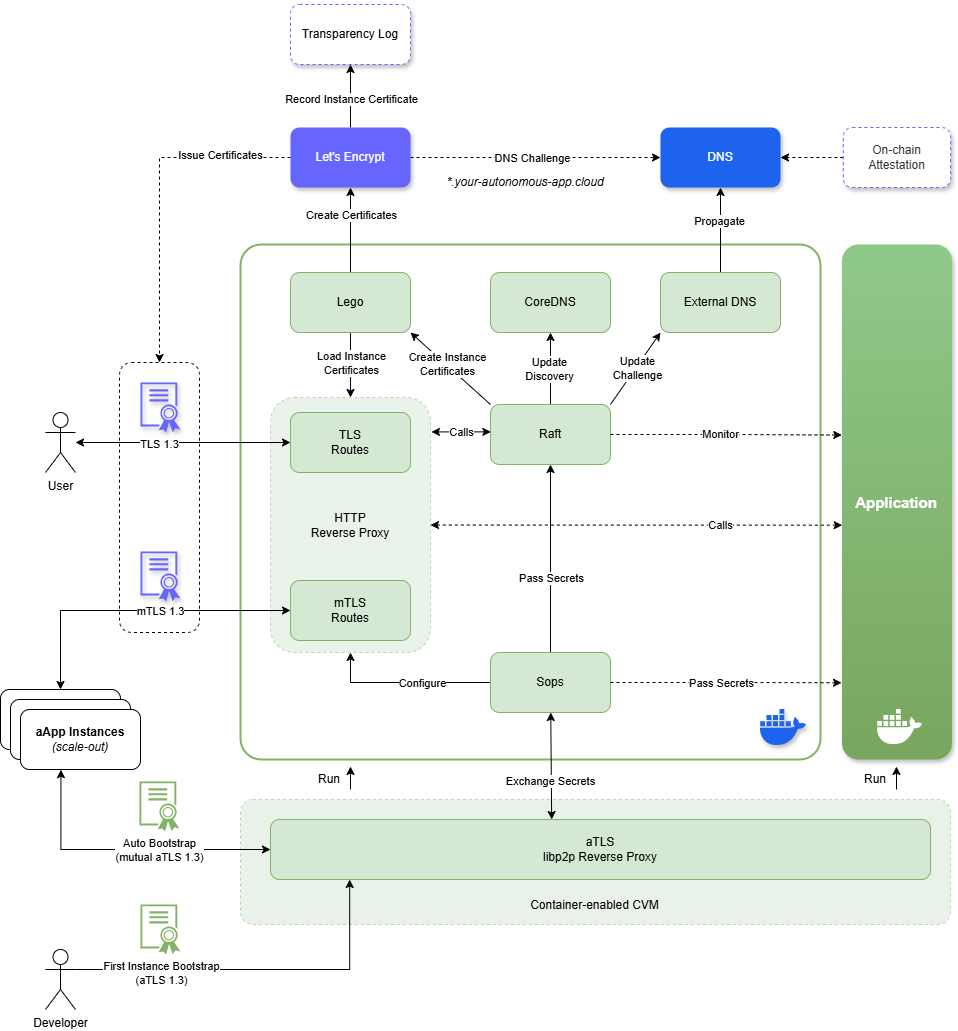 Transparency Log
Record Instance Certificate
Issue Certificates
Let's Encrypt
DNS Challenge
DNS
On-chain
Attestation
*.your-autonomous-app.cloud
Create Certificates
Propagate
Lego
CoreDNS
External DNS
Load Instance
Certificates
Create Instance
Certificates
Update
Discovery
Update
Challenge
TLS 1.3
TLS
Routes
Calls
Raft
Monitor
User
Application
HTTP
Reverse Proxy
Calls
Pass Secrets
mTLS 1.3
mTLS
Routes
Configure
Sops
Pass Secrets
aApp Instances
(scale-out)
Run
Exchange Secrets
Run
Auto Bootstrap
(mutual aTLS 1.3)
aTLS
libp2p Reverse Proxy
Container-enabled CVM
First Instance Bootstrap
(aTLS 1.3)
Developer